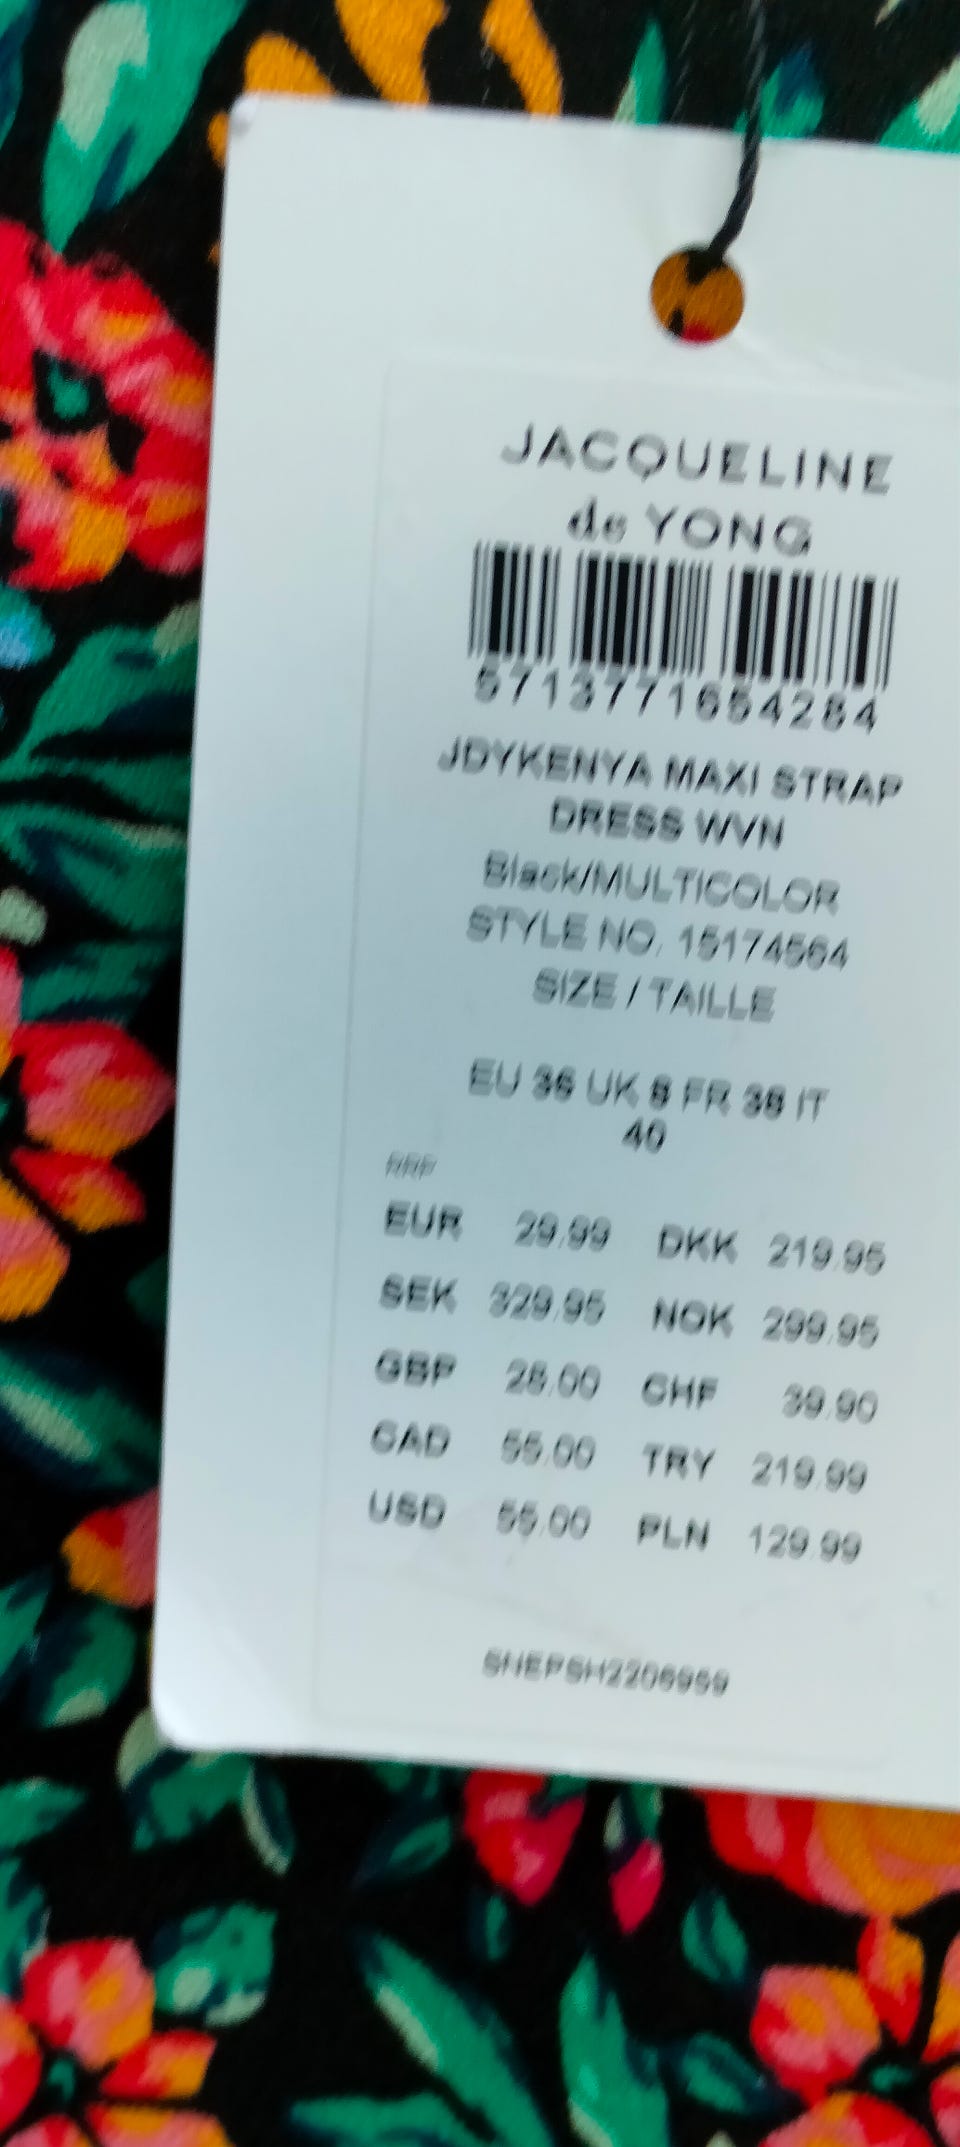 JACQUELINE
de YONG
5713771654284
JDYKENYA MAXI STRAP
DRESS WVN
Black/MULTICOLOR
STYLE NO. 15174564
SIZE / TAILLE
EU 36 UK 8 FR 38 IT
40
RRP
EUR 29.99 DKK 219.95
SEK 329.95 NOK 299.95
GBP 26.00 CHF 39.90
CAD 55.00 TRY 219.99
USD 55.00 PLN 129.99
SHEPSH2206959